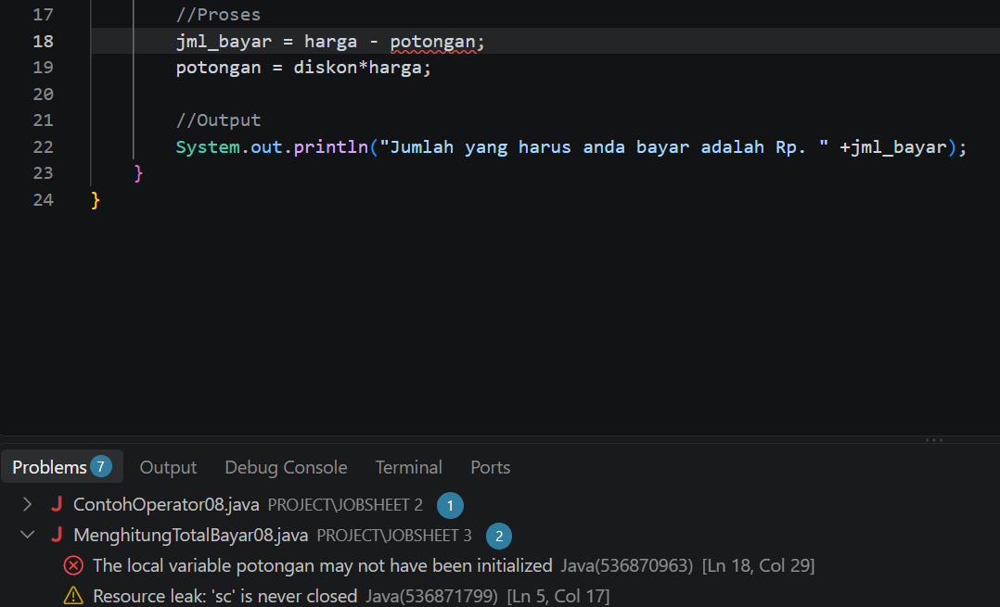 17 //Proses
18 jml_bayar = harga - potongan;
19 potongan = diskon*harga;
20
21 //Output
22 System.out.println("Jumlah yang harus anda bayar adalah Rp. " +jml_bayar);
23 }
24 }
Problems 7 Output Debug Console Terminal Ports
J ContohOperator08.java PROJECT\JOBSHEET 2 1
J MenghitungTotalBayar08.java PROJECT\JOBSHEET 3 2
The local variable potongan may not have been initialized Java(536870963) [Ln 18, Col 29]
Resource leak: 'sc' is never closed Java(536871799) [Ln 5, Col 17]